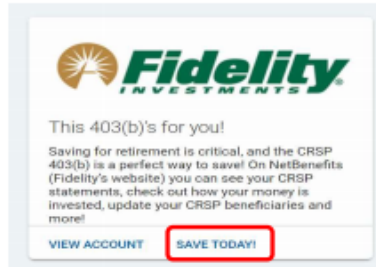 Fidelity
INVESTMENTS
This 403(b)'s for you!
Saving for retirement is critical, and the CRSP
403(b) is a perfect way to save! On NetBenefits
(Fidelity's website) you can see your CRSP
statements, check out how your money is
invested, update your CRSP beneficiaries and
more!
VIEW ACCOUNT SAVE TODAY!